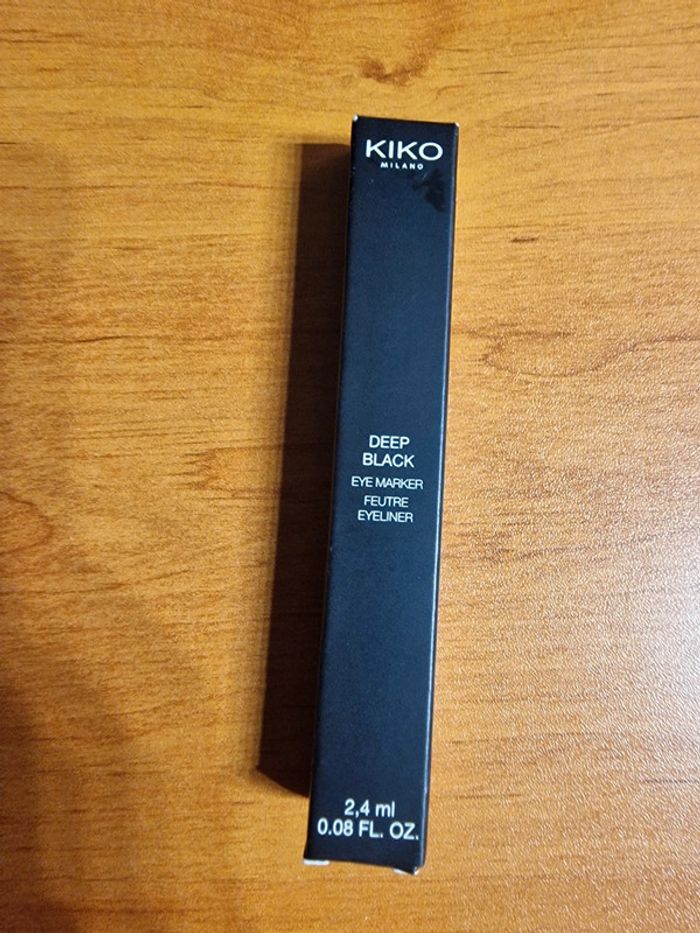 KIKO
MILANO
DEEP
BLACK
EYE MARKER
FEUTRE
EYELINER
2,4 ml
0.08 FL. OZ.